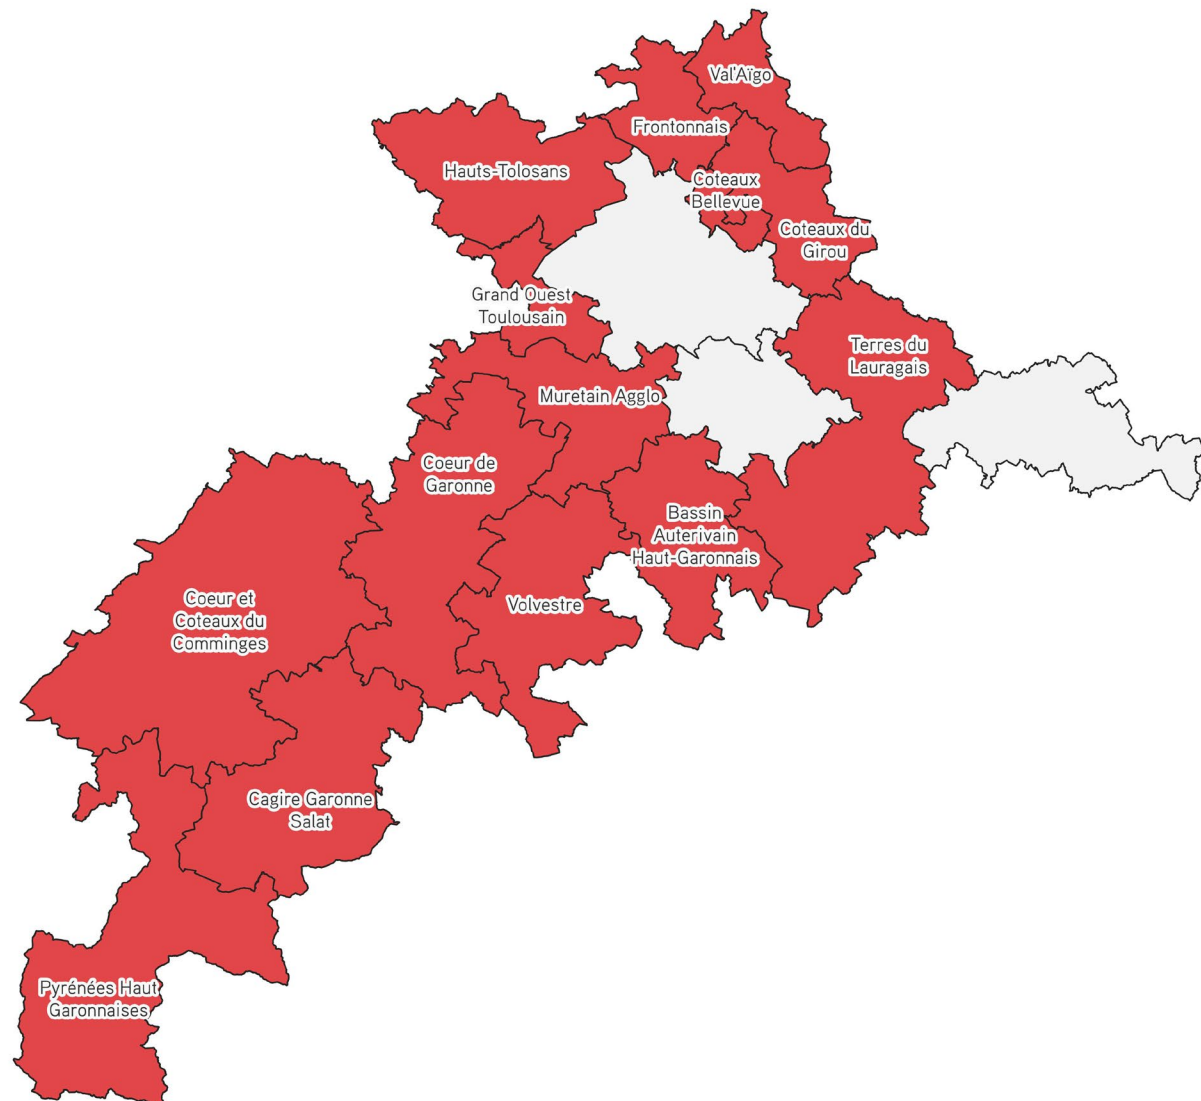 Val'Aïgo
Frontonnais
Hauts-Tolosans
Coteaux
Bellevue
Coteaux du
Girou
Grand Ouest
Toulousain
Terres du
Lauragais
Muretain Agglo
Coeur de
Garonne
Bassin
Auterivain
Haut-Garonnais
Volvestre
Coeur et
Coteaux du
Comminges
Cagire Garonne
Salat
Pyrénées Haut
Garonnaises